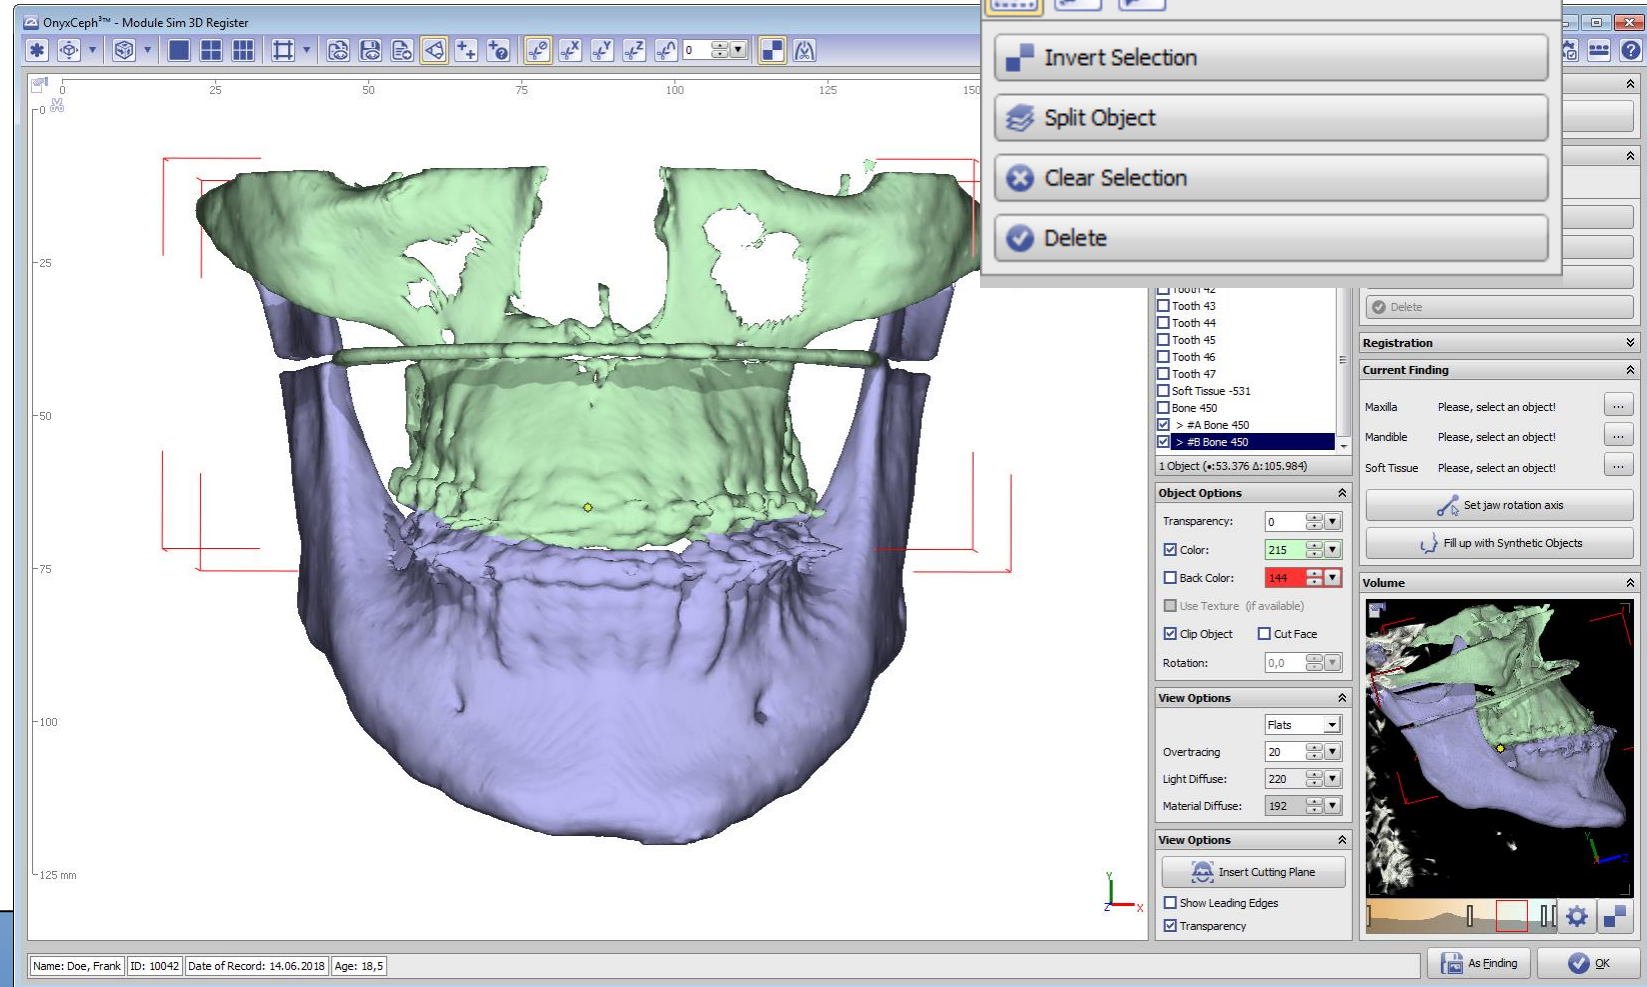 OnyxCeph³™ - Module Sim 3D Register
0
0 25 50 75 100 125 150
0
25
50
75
100
125 mm
Y
Z X
Invert Selection
Split Object
Clear Selection
Delete
Tooth 42
Tooth 43
Tooth 44
Tooth 45
Tooth 46
Tooth 47
Soft Tissue -531
Bone 450
> #A Bone 450
> #B Bone 450
1 Object (•:53.376 Δ:105.984)
Object Options
Transparency: 0
Color: 215
Back Color: 144
Use Texture (if available)
Clip Object Cut Face
Rotation: 0,0
View Options
Flats
Overtracing 20
Light Diffuse: 220
Material Diffuse: 192
View Options
Insert Cutting Plane
Show Leading Edges
Transparency
Delete
Registration
Current Finding
Maxilla Please, select an object! ...
Mandible Please, select an object! ...
Soft Tissue Please, select an object! ...
Set jaw rotation axis
Fill up with Synthetic Objects
Volume
Y
X Z
Name: Doe, Frank ID: 10042 Date of Record: 14.06.2018 Age: 18,5
As Finding OK